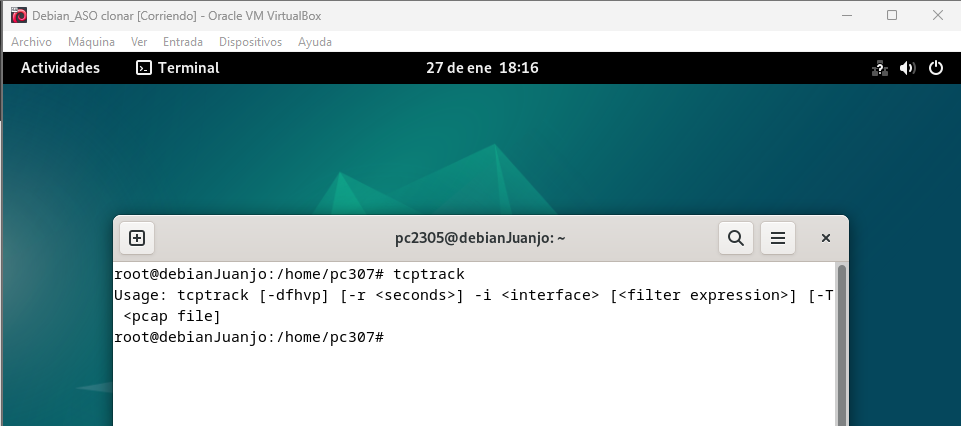 Debian_ASO clonar [Corriendo] - Oracle VM VirtualBox
Archivo Máquina Ver Entrada Dispositivos Ayuda
Actividades Terminal 27 de ene 18:16
pc2305@debianJuanjo: ~
root@debianJuanjo:/home/pc307# tcptrack
Usage: tcptrack [-dfhvp] [-r <seconds>] -i <interface> [<filter expression>] [-T
<pcap file]
root@debianJuanjo:/home/pc307#